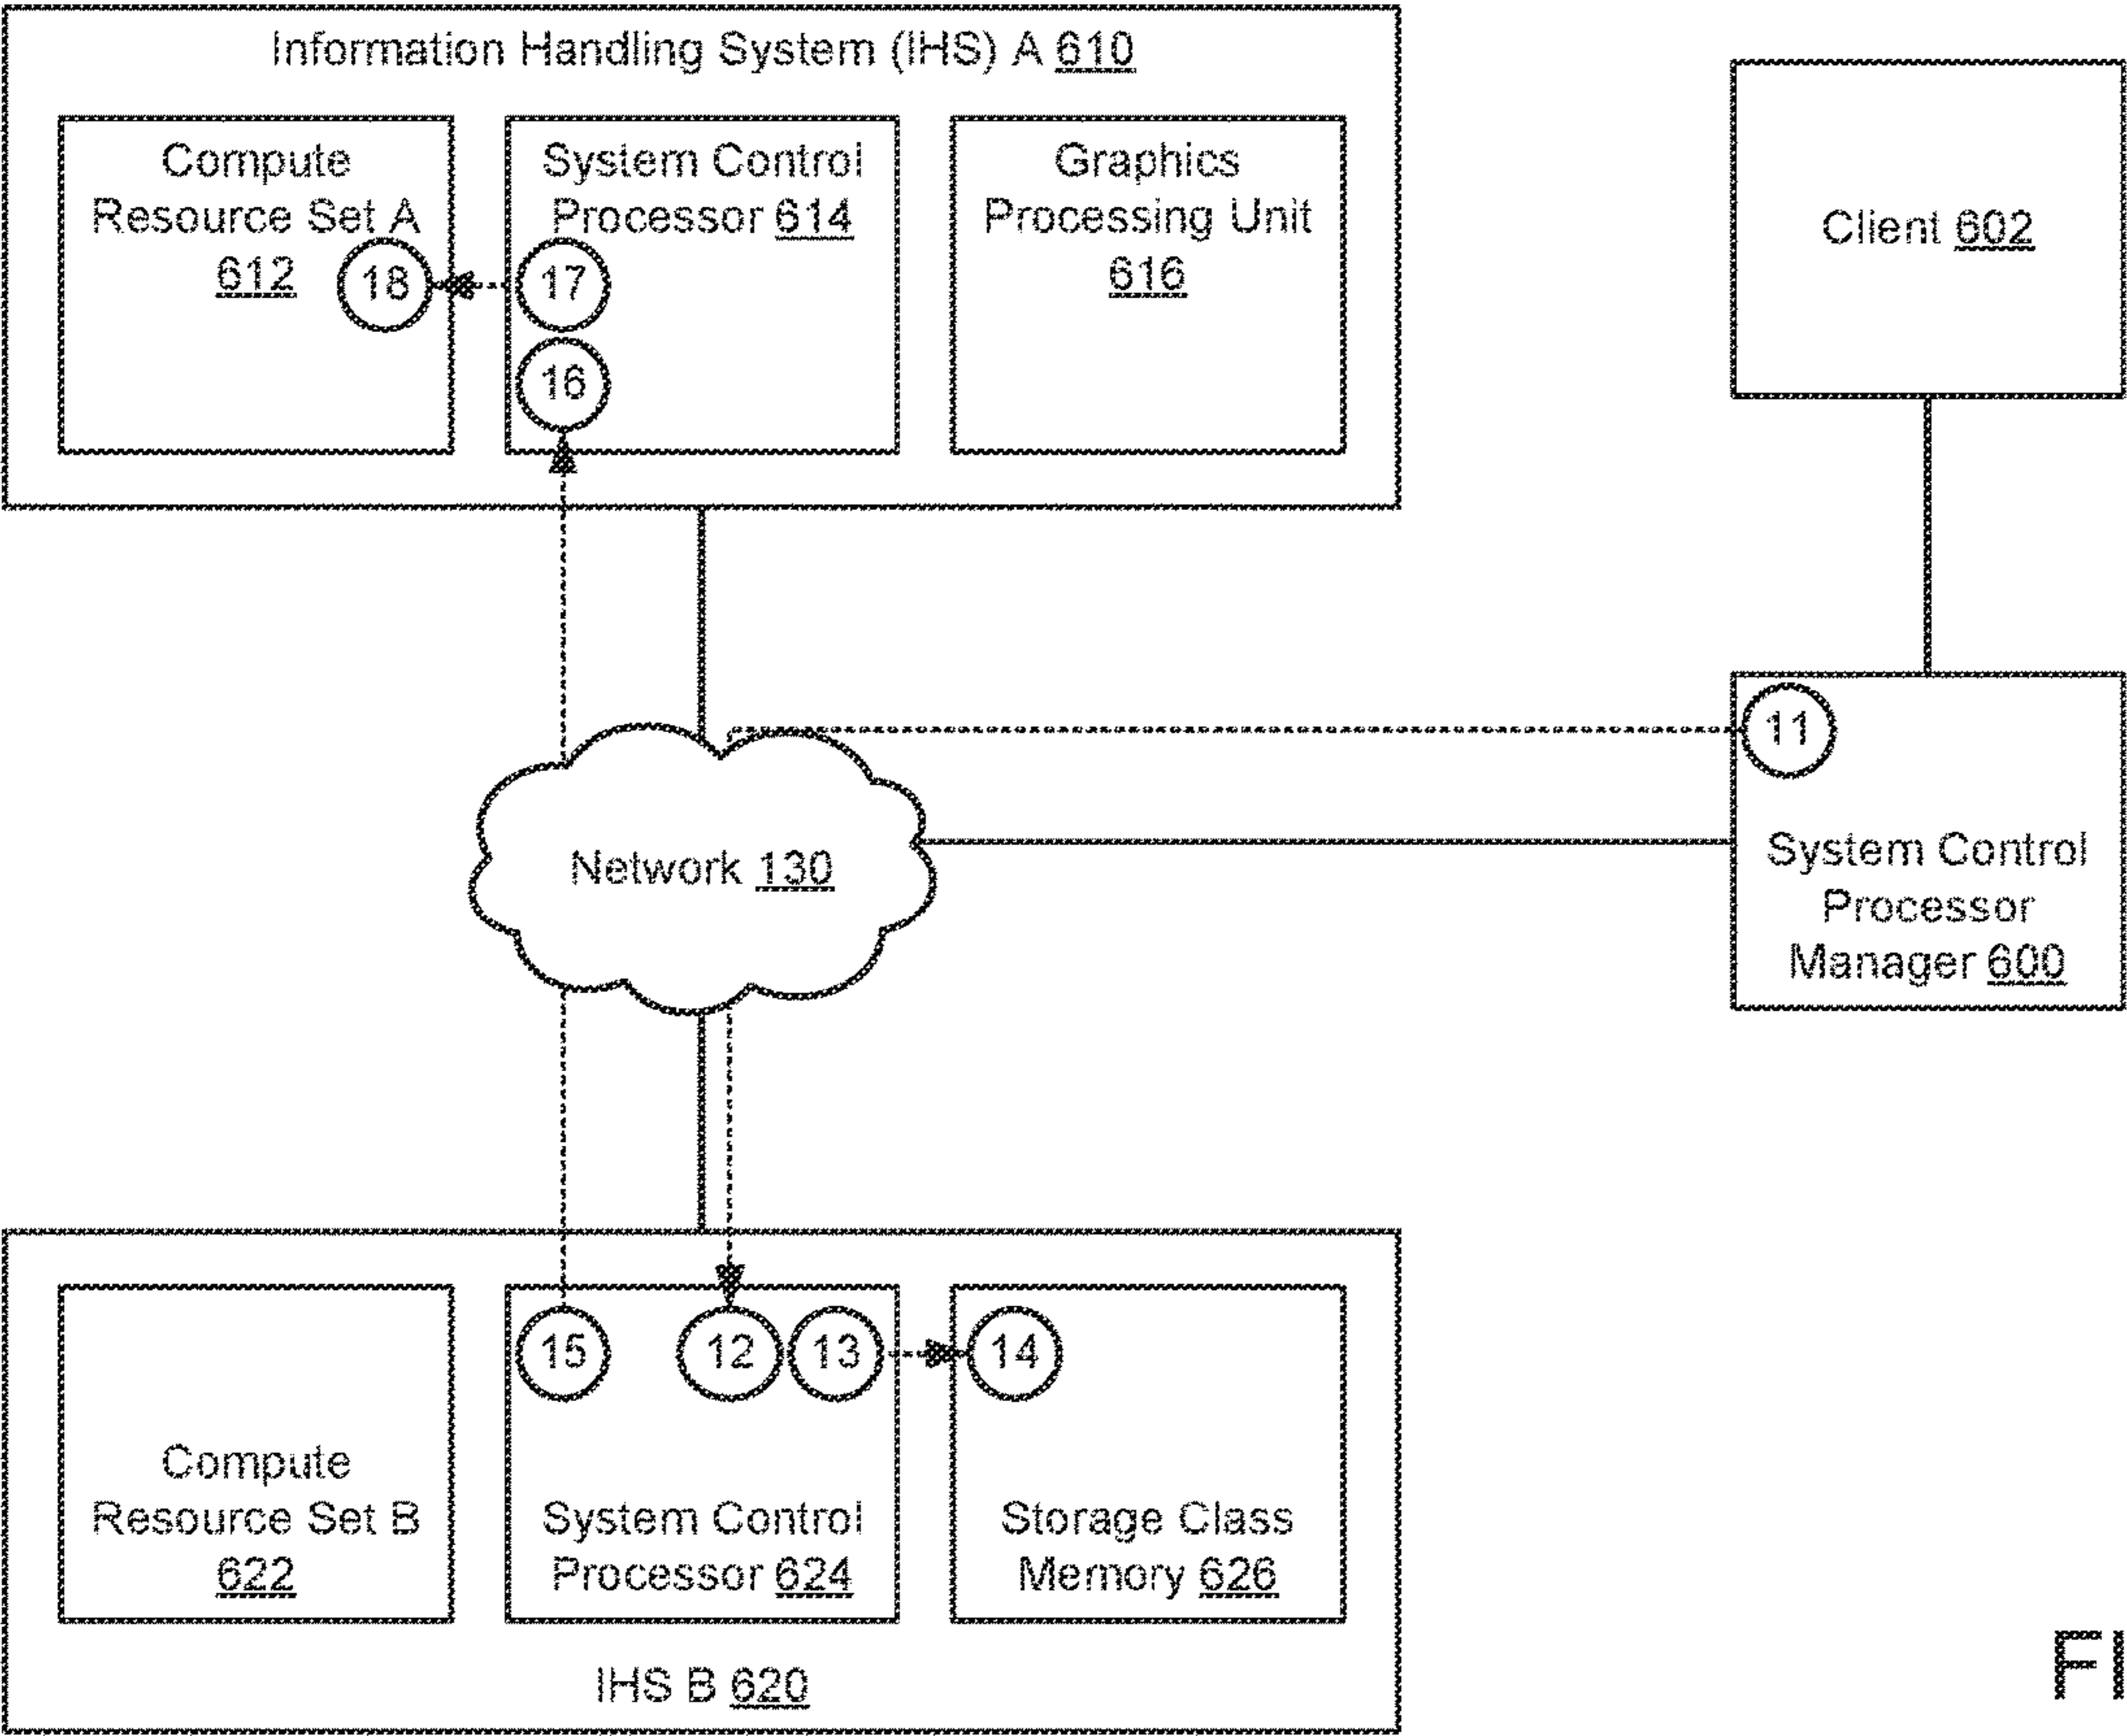 Information Handling System (IHS) A 610
Compute
Resource Set A
612
18
System Control
Processor 614
17
16
Graphics
Processing Unit
616
Client 602
11
System Control
Processor
Manager 600
Network 130
15
12
13
14
Compute
Resource Set B
622
System Control
Processor 624
Storage Class
Memory 626
IHS B 620
FI